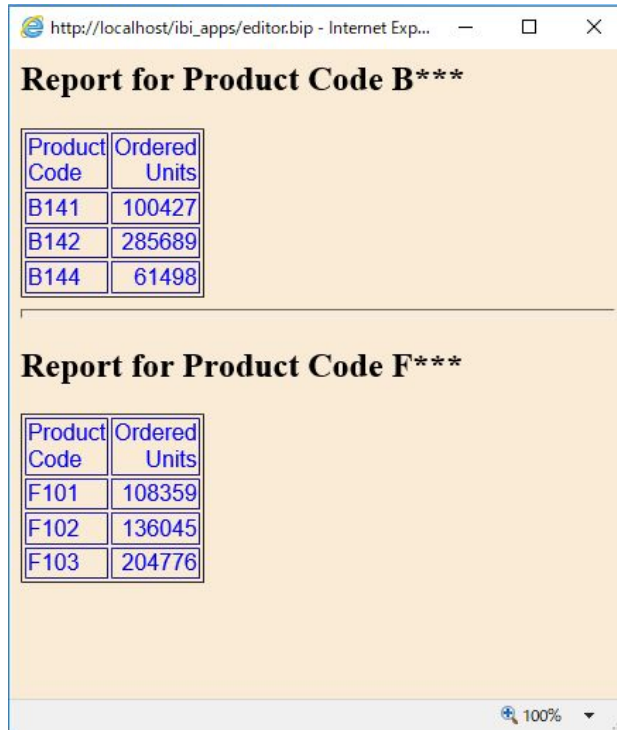 http://localhost/ibi_apps/editor.bip - Internet Exp...
Report for Product Code B***
Product Code Ordered Units
B141 100427
B142 285689
B144 61498
Report for Product Code F***
Product Code Ordered Units
F101 108359
F102 136045
F103 204776
100%